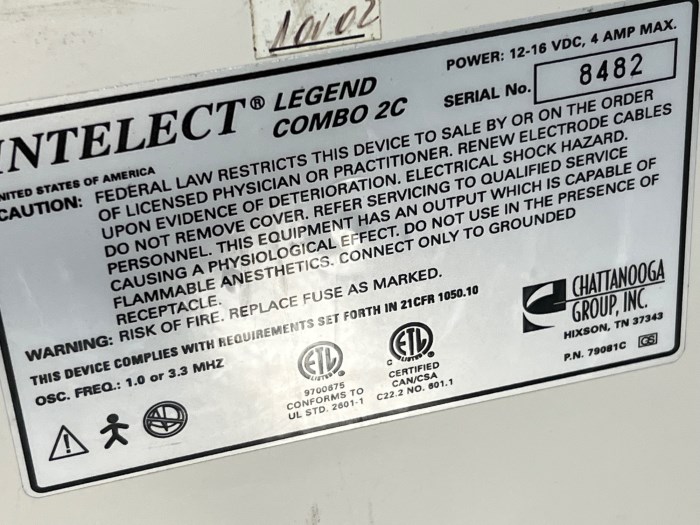 NOV 02
POWER: 12-16 VDC, 4 AMP MAX.
INTELECT® LEGEND
COMBO 2C
SERIAL No. 8482
UNITED STATES OF AMERICA
CAUTION: FEDERAL LAW RESTRICTS THIS DEVICE TO SALE BY OR ON THE ORDER
OF LICENSED PHYSICIAN OR PRACTITIONER. RENEW ELECTRODE CABLES
UPON EVIDENCE OF DETERIORATION. ELECTRICAL SHOCK HAZARD.
DO NOT REMOVE COVER. REFER SERVICING TO QUALIFIED SERVICE
PERSONNEL. THIS EQUIPMENT HAS AN OUTPUT WHICH IS CAPABLE OF
CAUSING A PHYSIOLOGICAL EFFECT. DO NOT USE IN THE PRESENCE OF
FLAMMABLE ANESTHETICS. CONNECT ONLY TO GROUNDED
RECEPTACLE.
WARNING: RISK OF FIRE. REPLACE FUSE AS MARKED.
THIS DEVICE COMPLIES WITH REQUIREMENTS SET FORTH IN 21CFR 1050.10
OSC. FREQ.: 1.0 or 3.3 MHZ
ETL
LISTED
9700675
CONFORMS TO
UL STD. 2601-1
C ETL
LISTED
CERTIFIED
CAN/CSA
C22.2 NO. 601.1
CHATTANOOGA
GROUP, INC.
HIXSON, TN 37343
P.N. 79081C